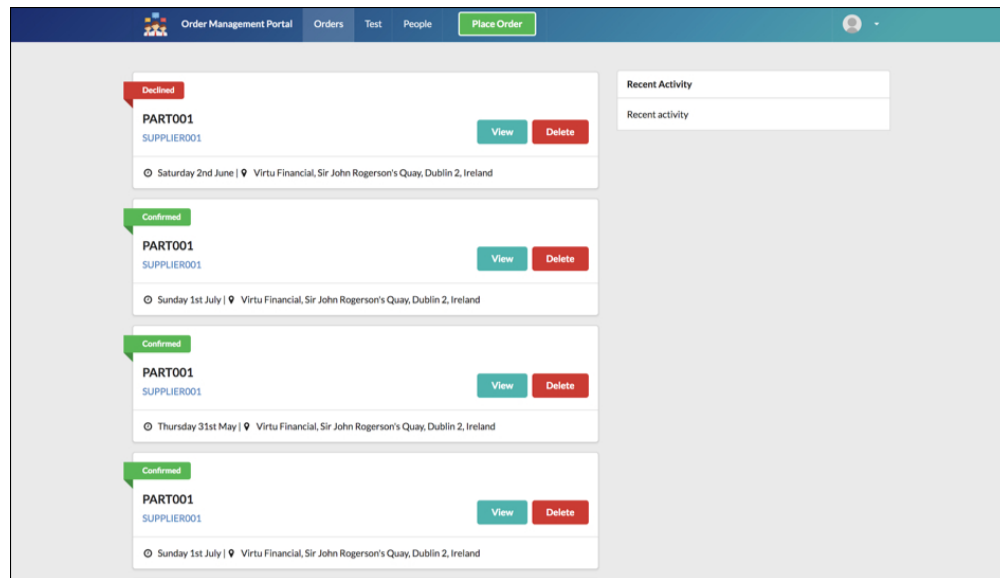 Order Management Portal Orders Test People Place Order
Declined
PART001
SUPPLIER001
View Delete
Saturday 2nd June | Virtu Financial, Sir John Rogerson's Quay, Dublin 2, Ireland
Confirmed
PART001
SUPPLIER001
View Delete
Sunday 1st July | Virtu Financial, Sir John Rogerson's Quay, Dublin 2, Ireland
Confirmed
PART001
SUPPLIER001
View Delete
Thursday 31st May | Virtu Financial, Sir John Rogerson's Quay, Dublin 2, Ireland
Confirmed
PART001
SUPPLIER001
View Delete
Sunday 1st July | Virtu Financial, Sir John Rogerson's Quay, Dublin 2, Ireland
Recent Activity
Recent activity